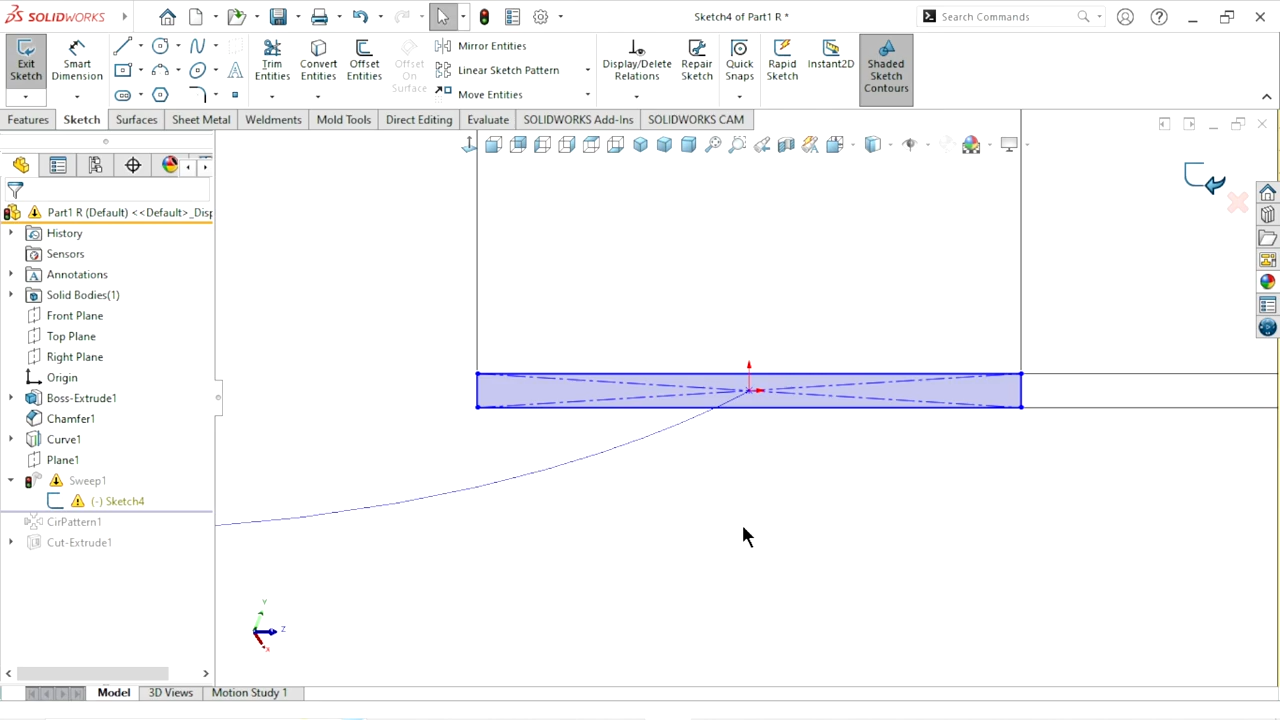 SOLIDWORKS
Sketch4 of Part1 R *
Search Commands
Exit Sketch
Smart Dimension
Trim Entities
Convert Entities
Offset Entities
Offset On Surface
Mirror Entities
Linear Sketch Pattern
Move Entities
Display/Delete Relations
Repair Sketch
Quick Snaps
Rapid Sketch
Instant2D
Shaded Sketch Contours
Features
Sketch
Surfaces
Sheet Metal
Weldments
Mold Tools
Direct Editing
Evaluate
SOLIDWORKS Add-Ins
SOLIDWORKS CAM
Part1 R (Default) <<Default>_Disp
History
Sensors
Annotations
Solid Bodies(1)
Front Plane
Top Plane
Right Plane
Origin
Boss-Extrude1
Chamfer1
Curve1
Plane1
Sweep1
(-) Sketch4
CirPattern1
Cut-Extrude1
Y
Z
X
Model
3D Views
Motion Study 1